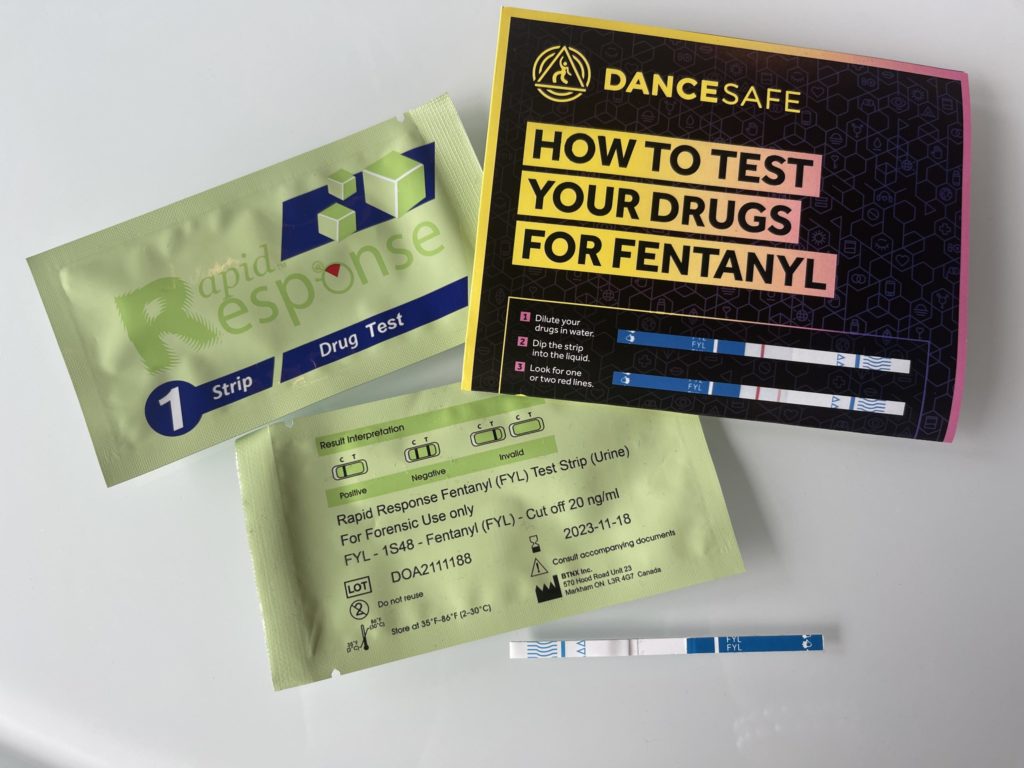 DANCESAFE
HOW TO TEST
YOUR DRUGS
FOR FENTANYL
1 Dilute your
drugs in water.
2 Dip the strip
into the liquid.
3 Look for one
or two red lines.
FYL
FYL
Rapid
Response
1 Strip
Drug Test
Result Interpretation
C T
C T
C T
C T
Positive
Negative
Invalid
Rapid Response Fentanyl (FYL) Test Strip (Urine)
For Forensic Use only
FYL - 1S48 - Fentanyl (FYL) - Cut off 20 ng/ml
LOT DOA2111188
2023-11-18
Do not reuse
Consult accompanying documents
35°F (2°C)
86°F (30°C)
Store at 35°F-86°F (2-30°C)
BTNX Inc.
570 Hood Road Unit 23
Markham ON, L3R 4G7 Canada
FYL
FYL